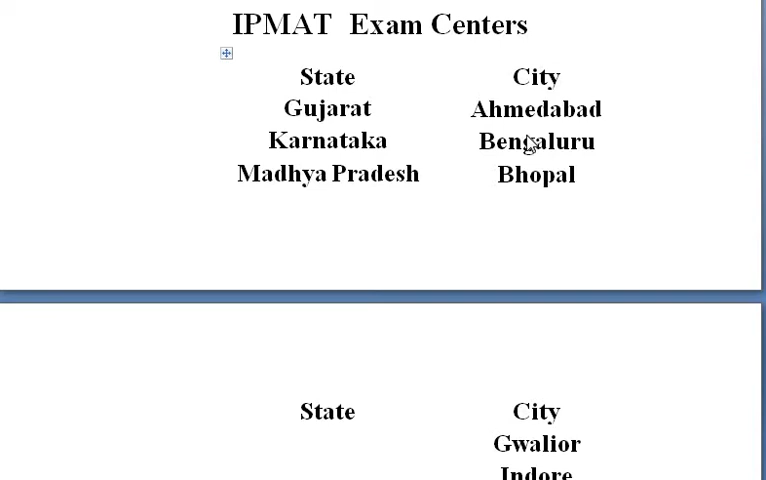 IPMAT Exam Centers
State City
Gujarat Ahmedabad
Karnataka Bengaluru
Madhya Pradesh Bhopal
State City
Gwalior
Indore